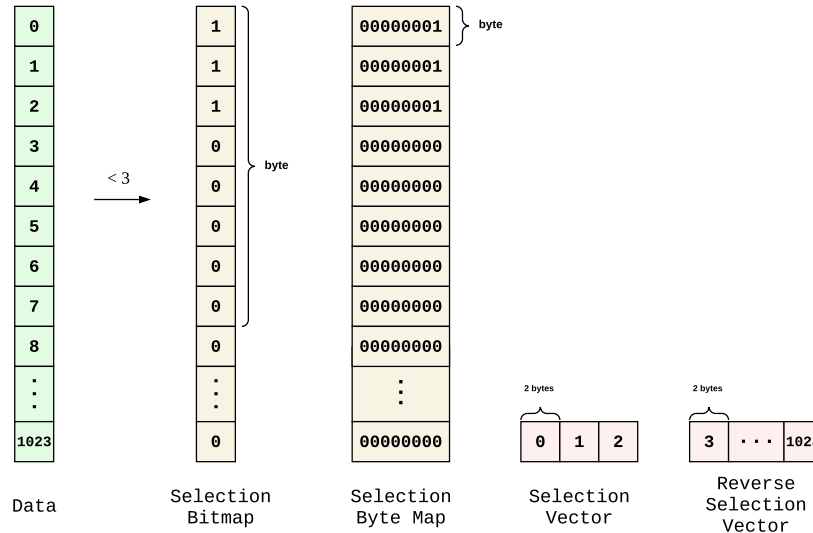 0
1
2
3
4
5
6
7
8
⋮
1023
Data
< 3
1
1
1
0
0
0
0
0
0
⋮
0
byte
Selection
Bitmap
00000001
00000001
00000001
00000000
00000000
00000000
00000000
00000000
00000000
⋮
00000000
byte
Selection
Byte Map
2 bytes
0 1 2
Selection
Vector
2 bytes
3 ... 102
Reverse
Selection
Vector